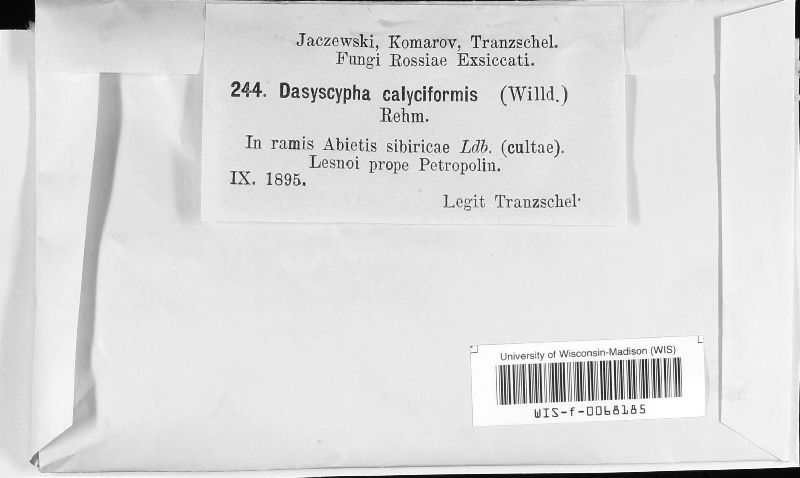 Jaczewski, Komarov, Tranzschel.
Fungi Rossiae Exsiccati.
244. Dasyscypha calyciformis (Willd.)
Rehm.
In ramis Abietis sibiricae Ldb. (cultae).
Lesnoi prope Petropolin.
IX. 1895.
Legit Tranzschel.
University of Wisconsin-Madison (WIS)
WIS-f-0068185